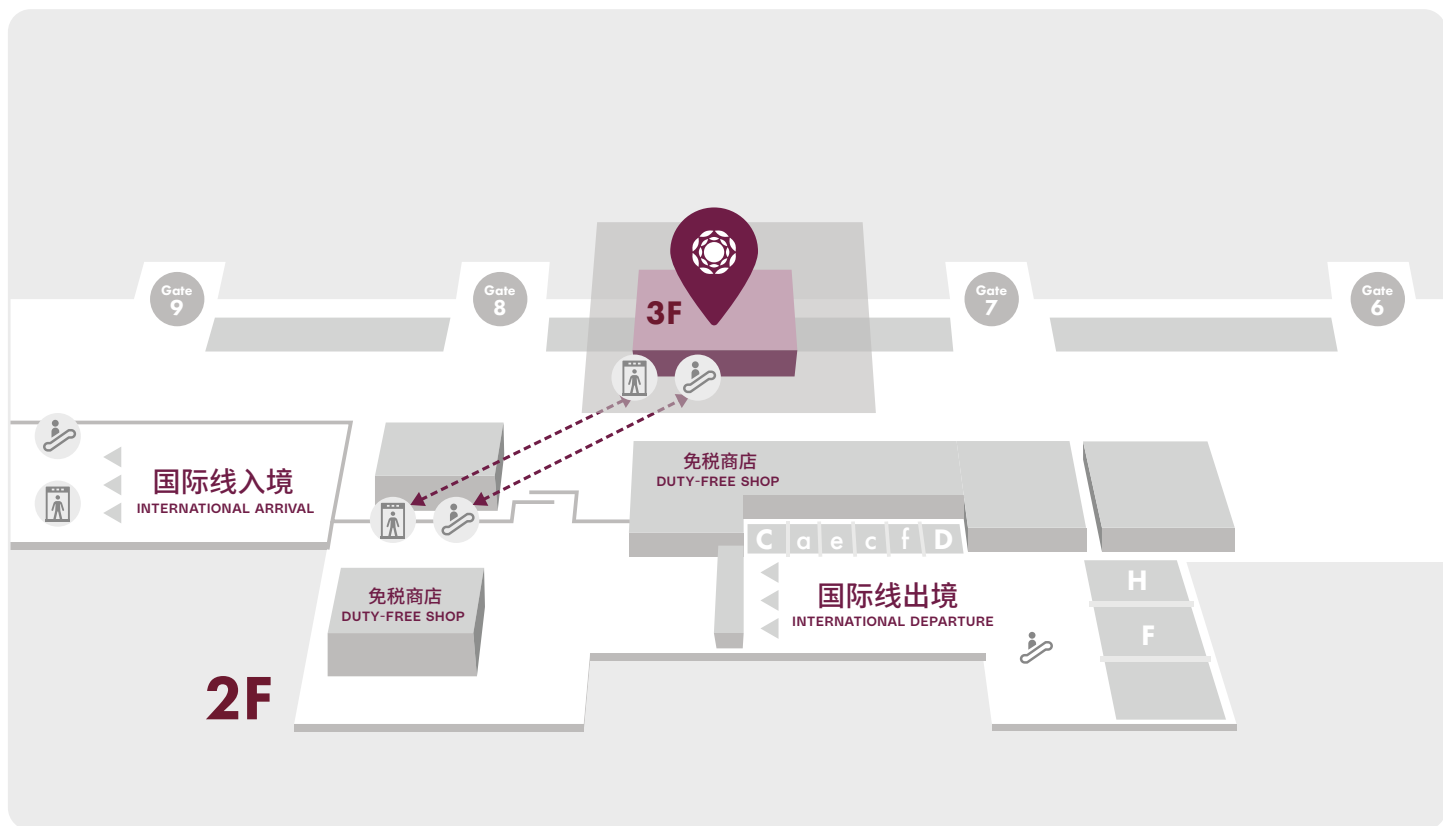 Gate
9
Gate
8
3F
Gate
7
Gate
6
国际线入境
INTERNATIONAL ARRIVAL
免税商店
DUTY-FREE SHOP
C a e c f D
免税商店
DUTY-FREE SHOP
国际线出境
INTERNATIONAL DEPARTURE
H
F
2F